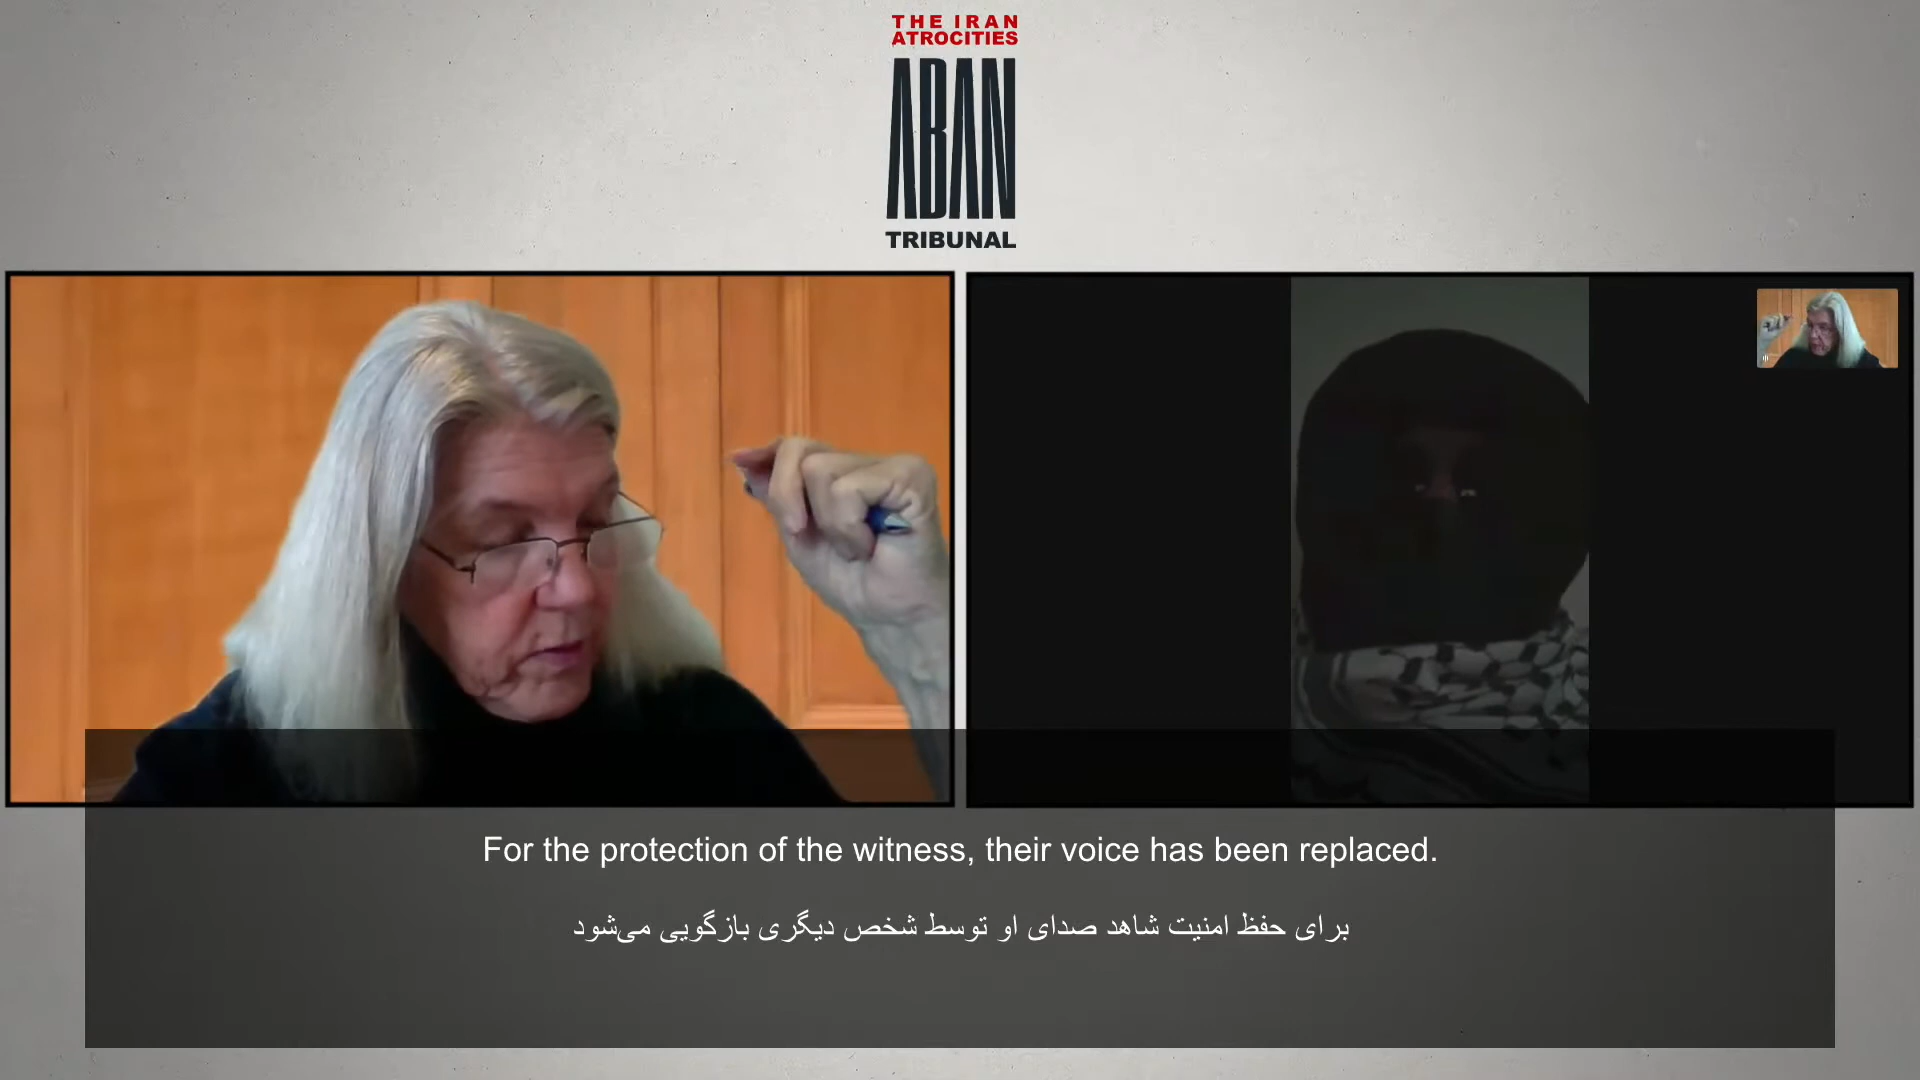 THE IRAN
ATROCITIES
ABAN
TRIBUNAL
For the protection of the witness, their voice has been replaced.
برای حفظ امنیت شاهد صدای او توسط شخص دیگری بازگویی می‌شود